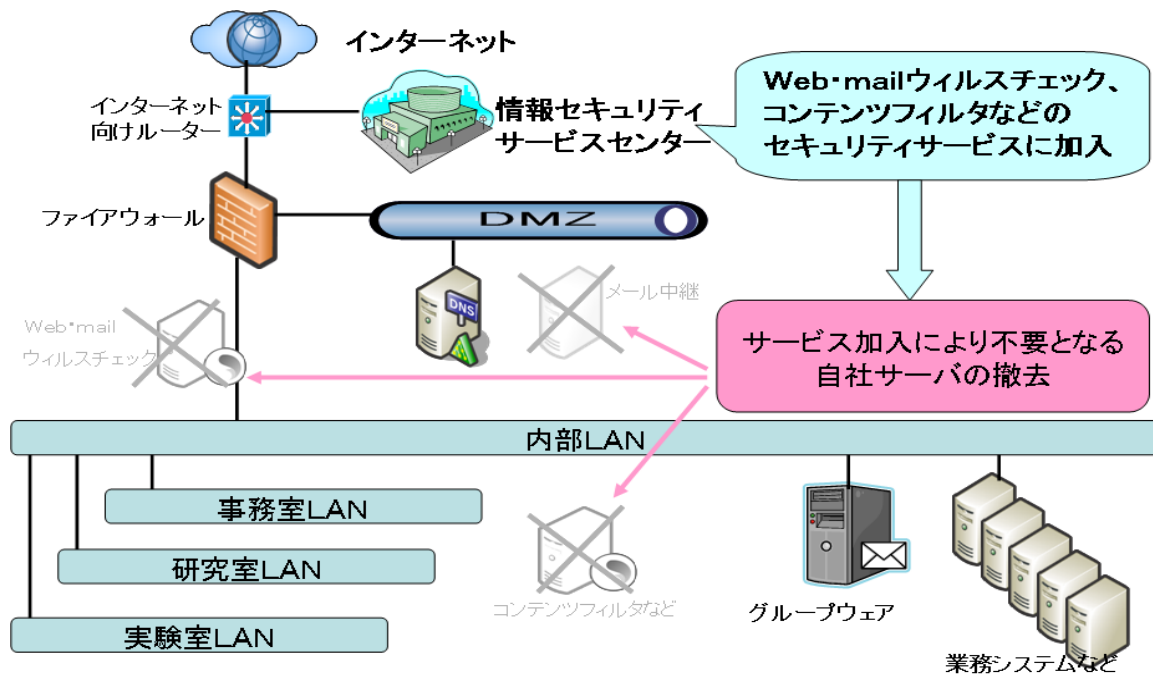 インターネット
インターネット
向けルーター
情報セキュリティ
サービスセンター
Web・mailウィルスチェック、
コンテンツフィルタなどの
セキュリティサービスに加入
ファイアウォール
DMZ
DNS
メール中継
Web・mail
ウィルスチェック
サービス加入により不要となる
自社サーバの撤去
内部LAN
事務室LAN
研究室LAN
実験室LAN
コンテンツフィルタなど
グループウェア
業務システムなど